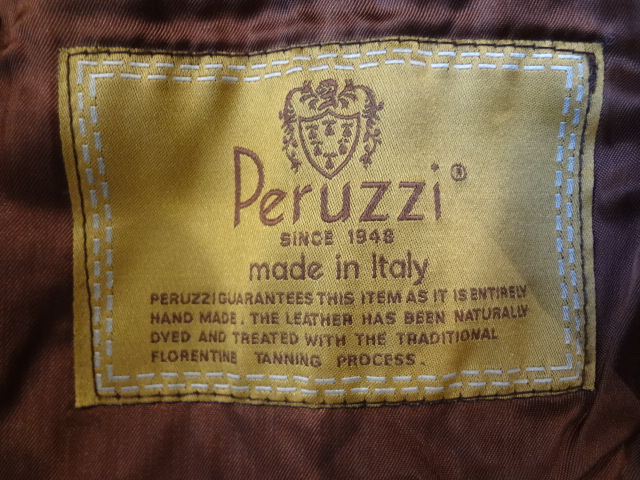 Peruzzi®
SINCE 1948
made in Italy
PERUZZI GUARANTEES THIS ITEM AS IT IS ENTIRELY
HAND MADE. THE LEATHER HAS BEEN NATURALLY
DYED AND TREATED WITH THE TRADITIONAL
FLORENTINE TANNING PROCESS.